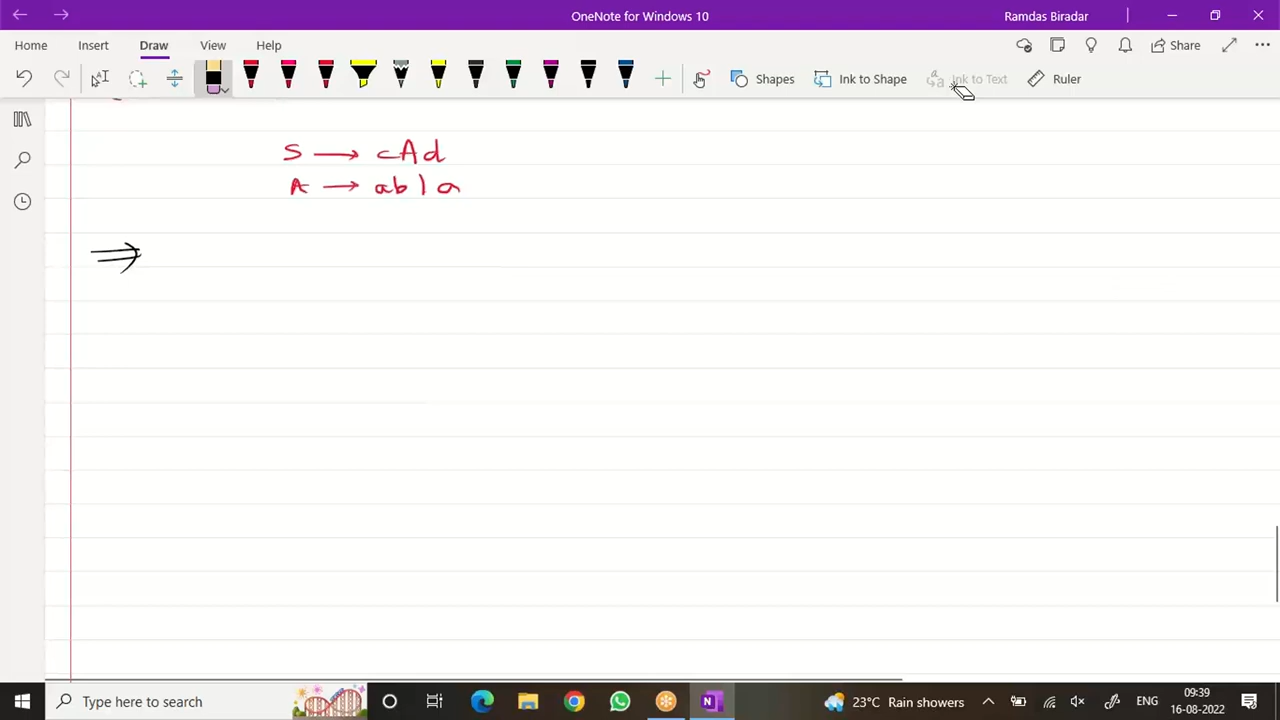 OneNote for Windows 10
Ramdas Biradar
Home Insert Draw View Help
Share
Shapes
Ink to Shape
Ink to Text
Ruler
S → cAd
A → ab | a
⇒
Type here to search
23°C Rain showers
ENG
09:39
16-08-2022